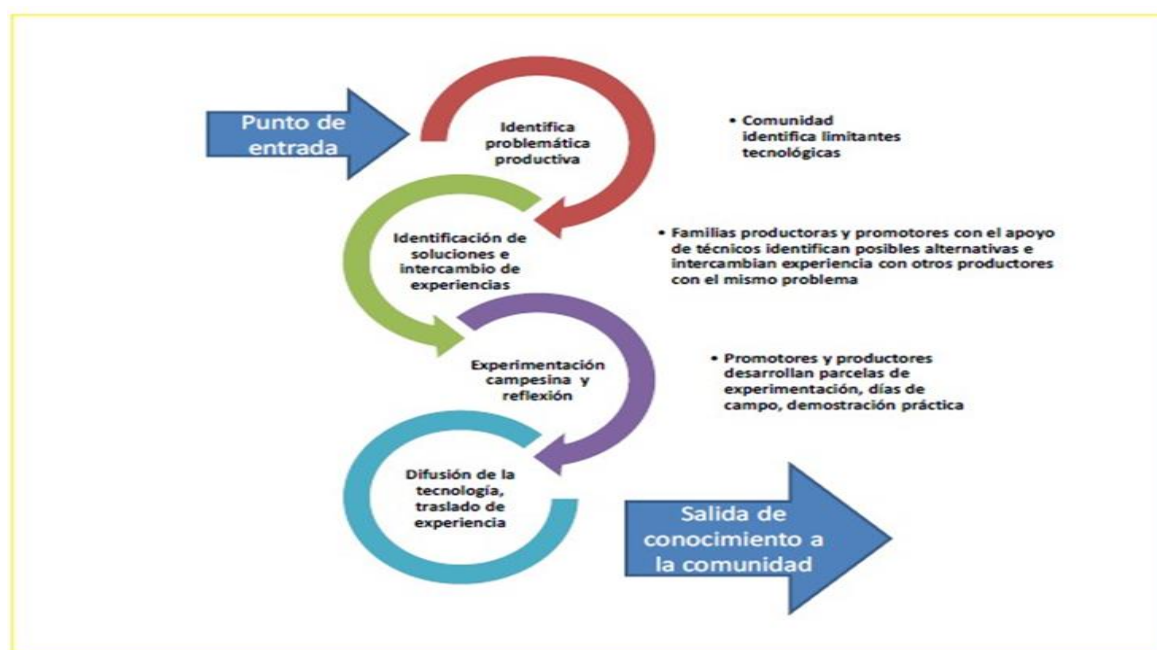 Punto de
entrada
Identifica
problemática
productiva
• Comunidad
identifica limitantes
tecnológicas
Identificación de
soluciones e
intercambio de
experiencias
• Familias productoras y promotores con el apoyo
de técnicos identifican posibles alternativas e
intercambian experiencia con otros productores
con el mismo problema
Experimentación
campesina y
reflexión
• Promotores y productores
desarrollan parcelas de
experimentación, días de
campo, demostración práctica
Difusión de la
tecnología,
traslado de
experiencia
Salida de
conocimiento a
la comunidad